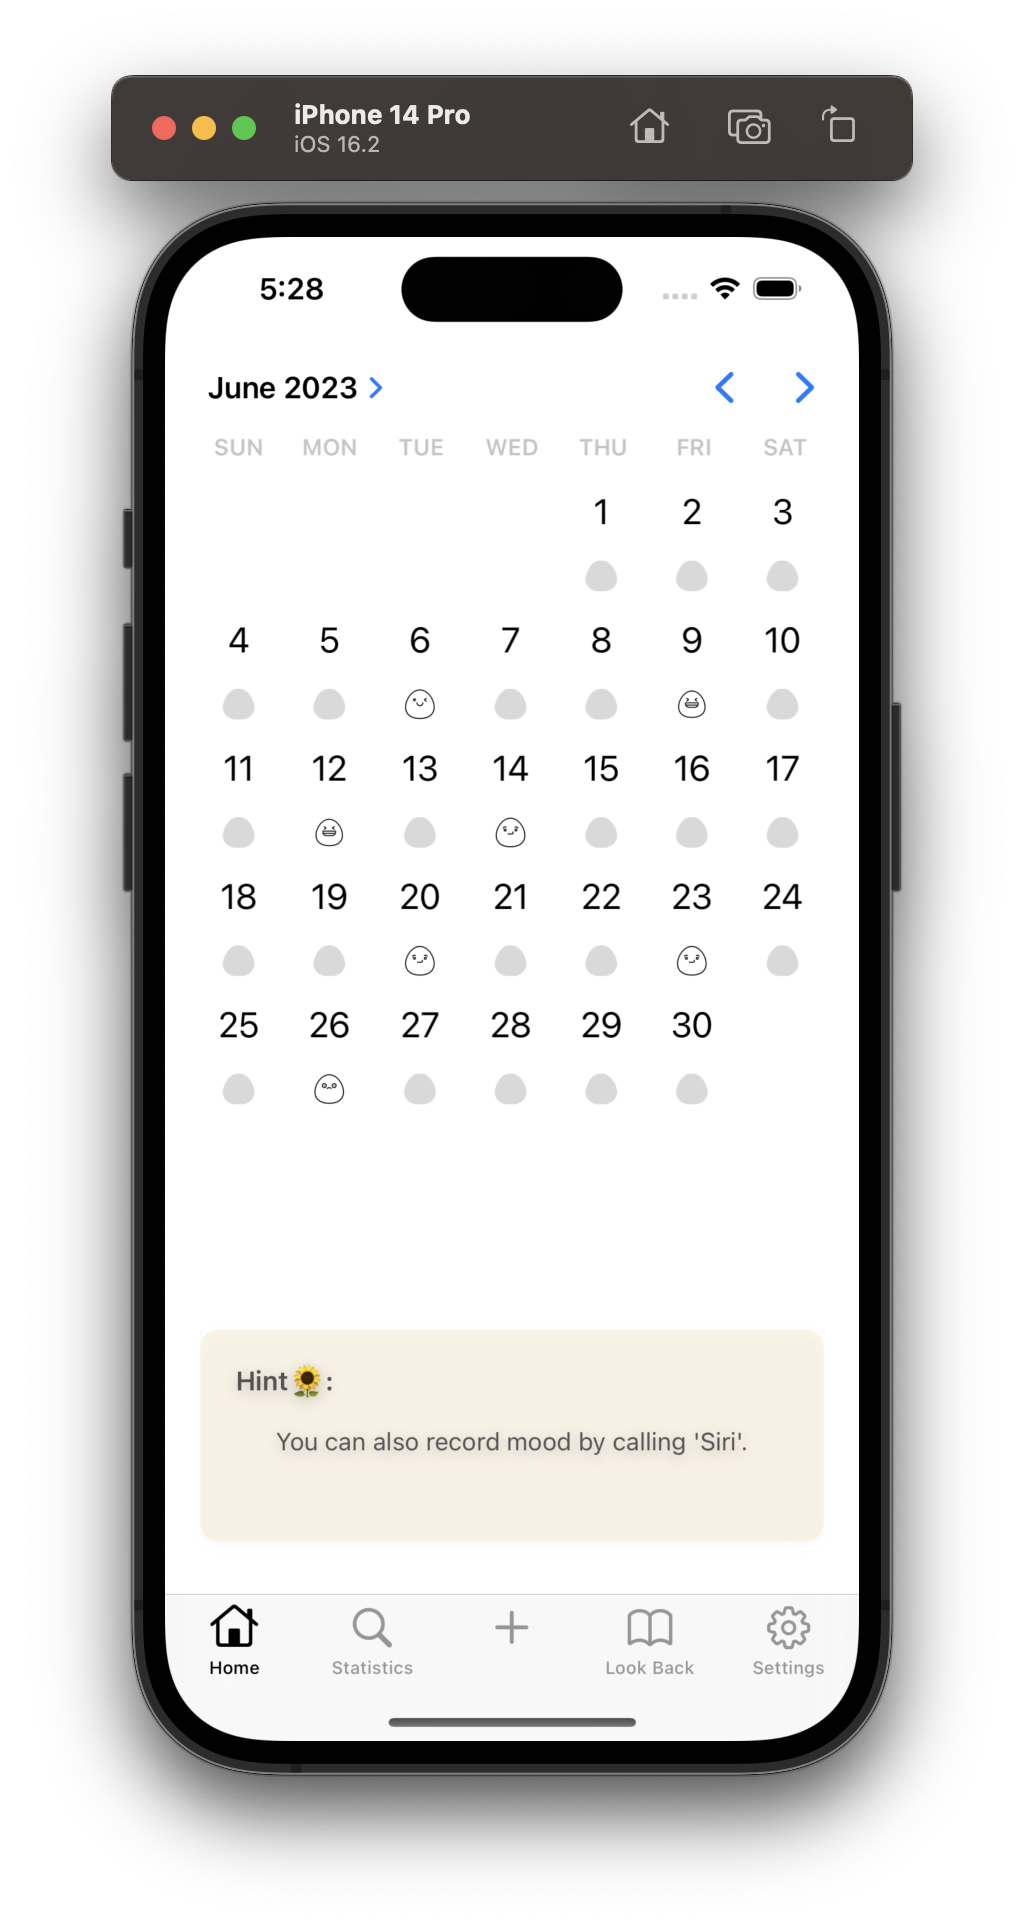 iPhone 14 Pro
iOS 16.2
5:28
June 2023
SUN MON TUE WED THU FRI SAT
1 2 3
4 5 6 7 8 9 10
11 12 13 14 15 16 17
18 19 20 21 22 23 24
25 26 27 28 29 30
Hint🌻:
You can also record mood by calling 'Siri'.
Home Statistics Look Back Settings